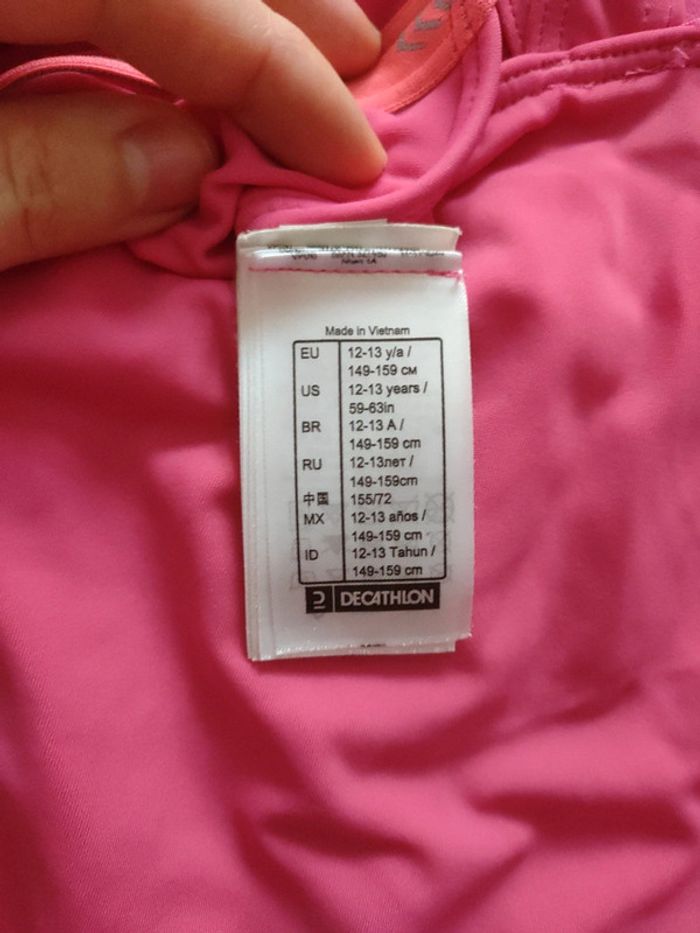 Made in Vietnam
EU 12-13 y/a /
149-159 см
US 12-13 years /
59-63in
BR 12-13 A /
149-159 cm
RU 12-13лет /
149-159cm
中国 155/72
MX 12-13 años /
149-159 cm
ID 12-13 Tahun /
149-159 cm
DECATHLON